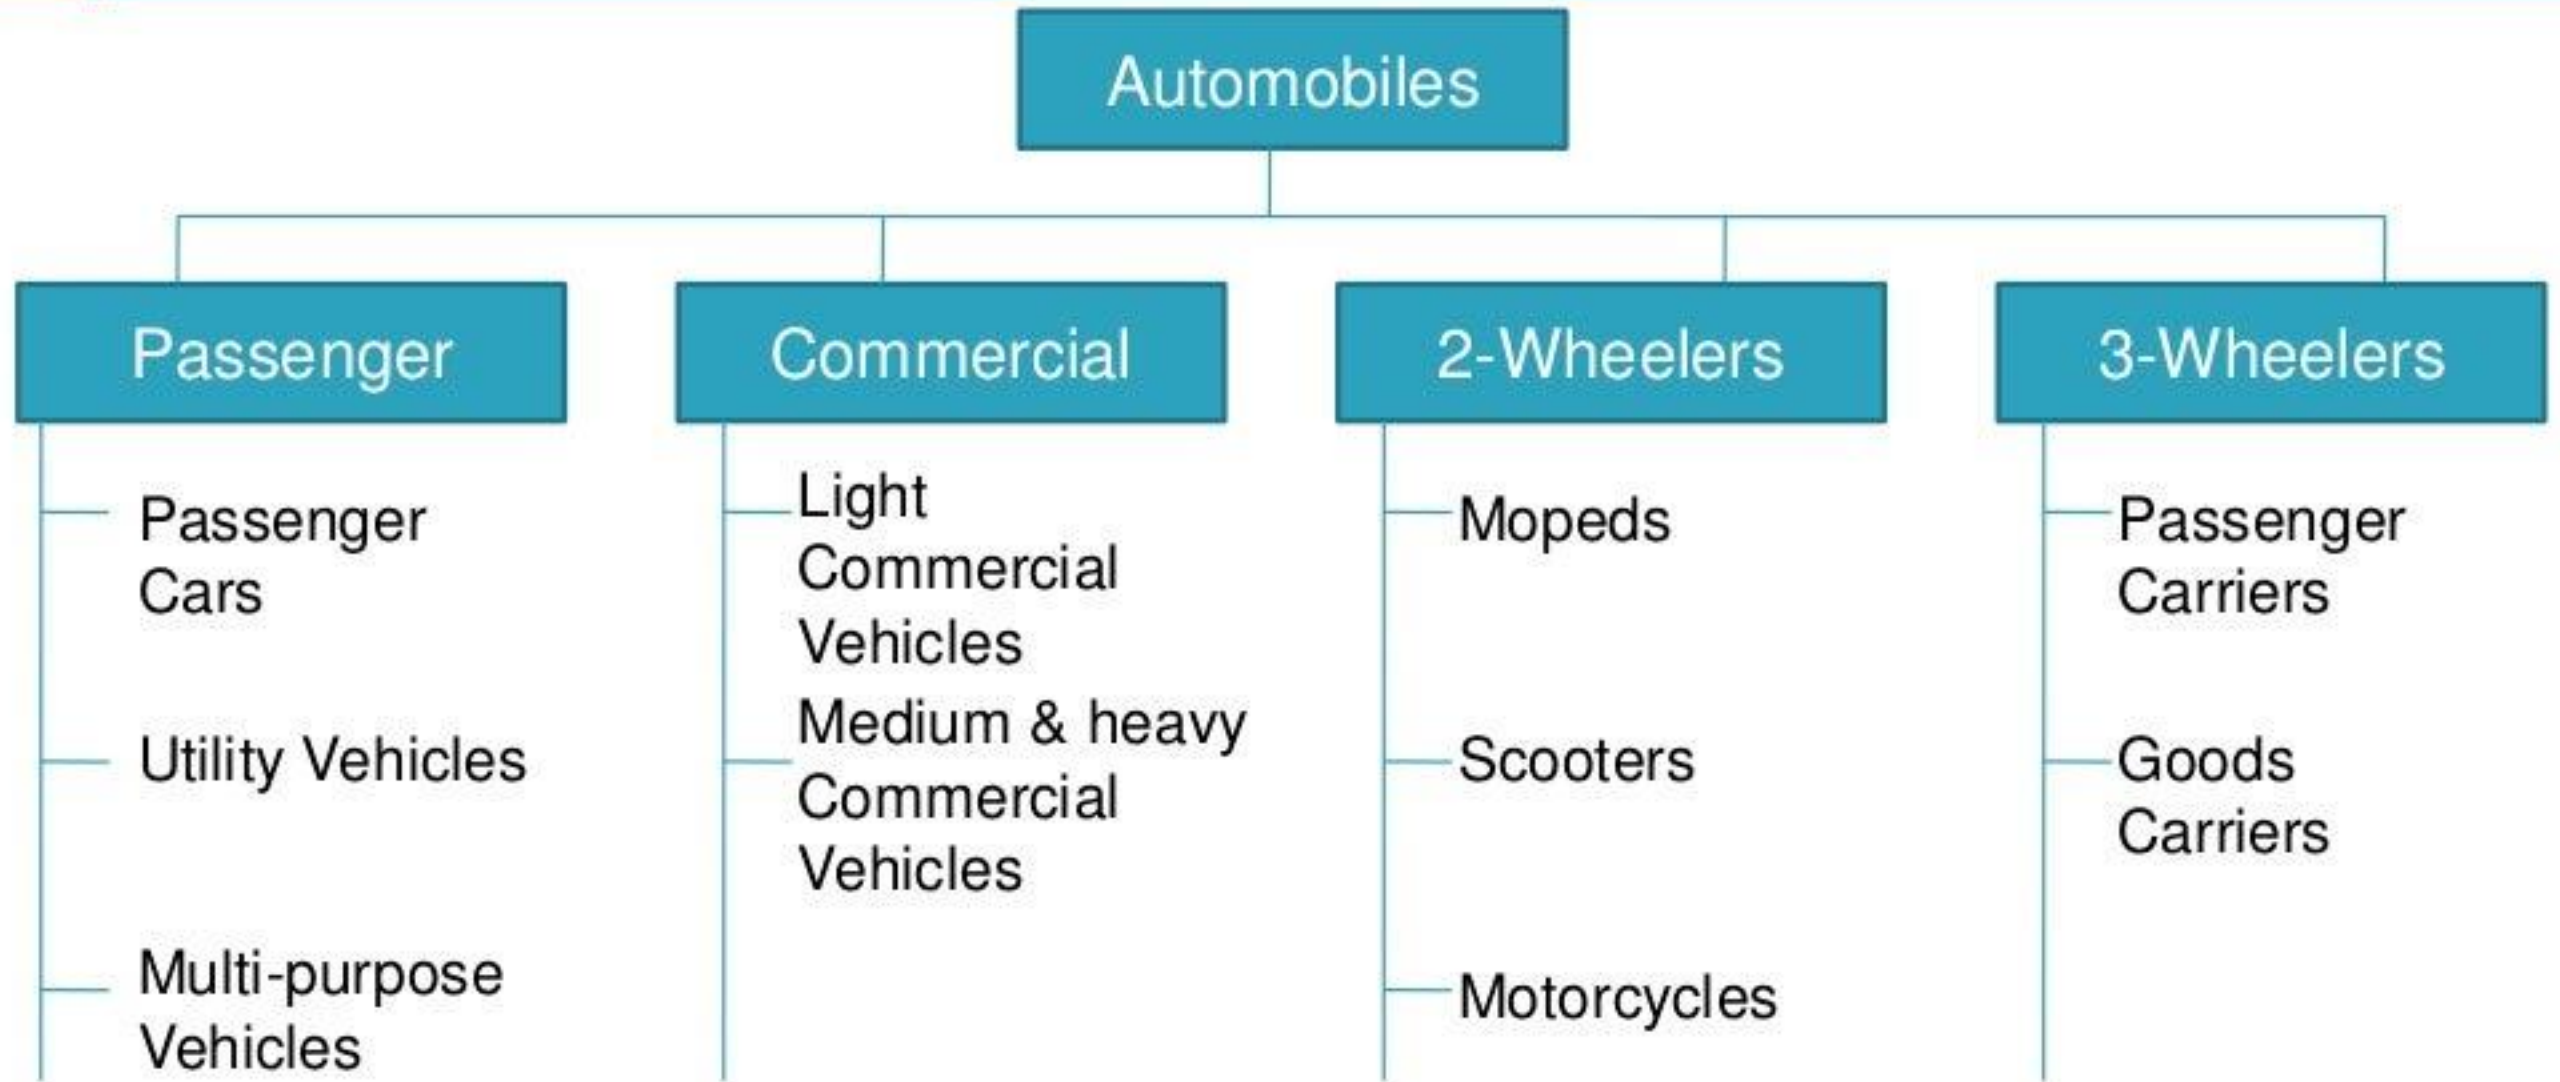 Automobiles
Passenger
Commercial
2-Wheelers
3-Wheelers
Passenger
Cars
Utility Vehicles
Multi-purpose
Vehicles
Light
Commercial
Vehicles
Medium & heavy
Commercial
Vehicles
Mopeds
Scooters
Motorcycles
Passenger
Carriers
Goods
Carriers